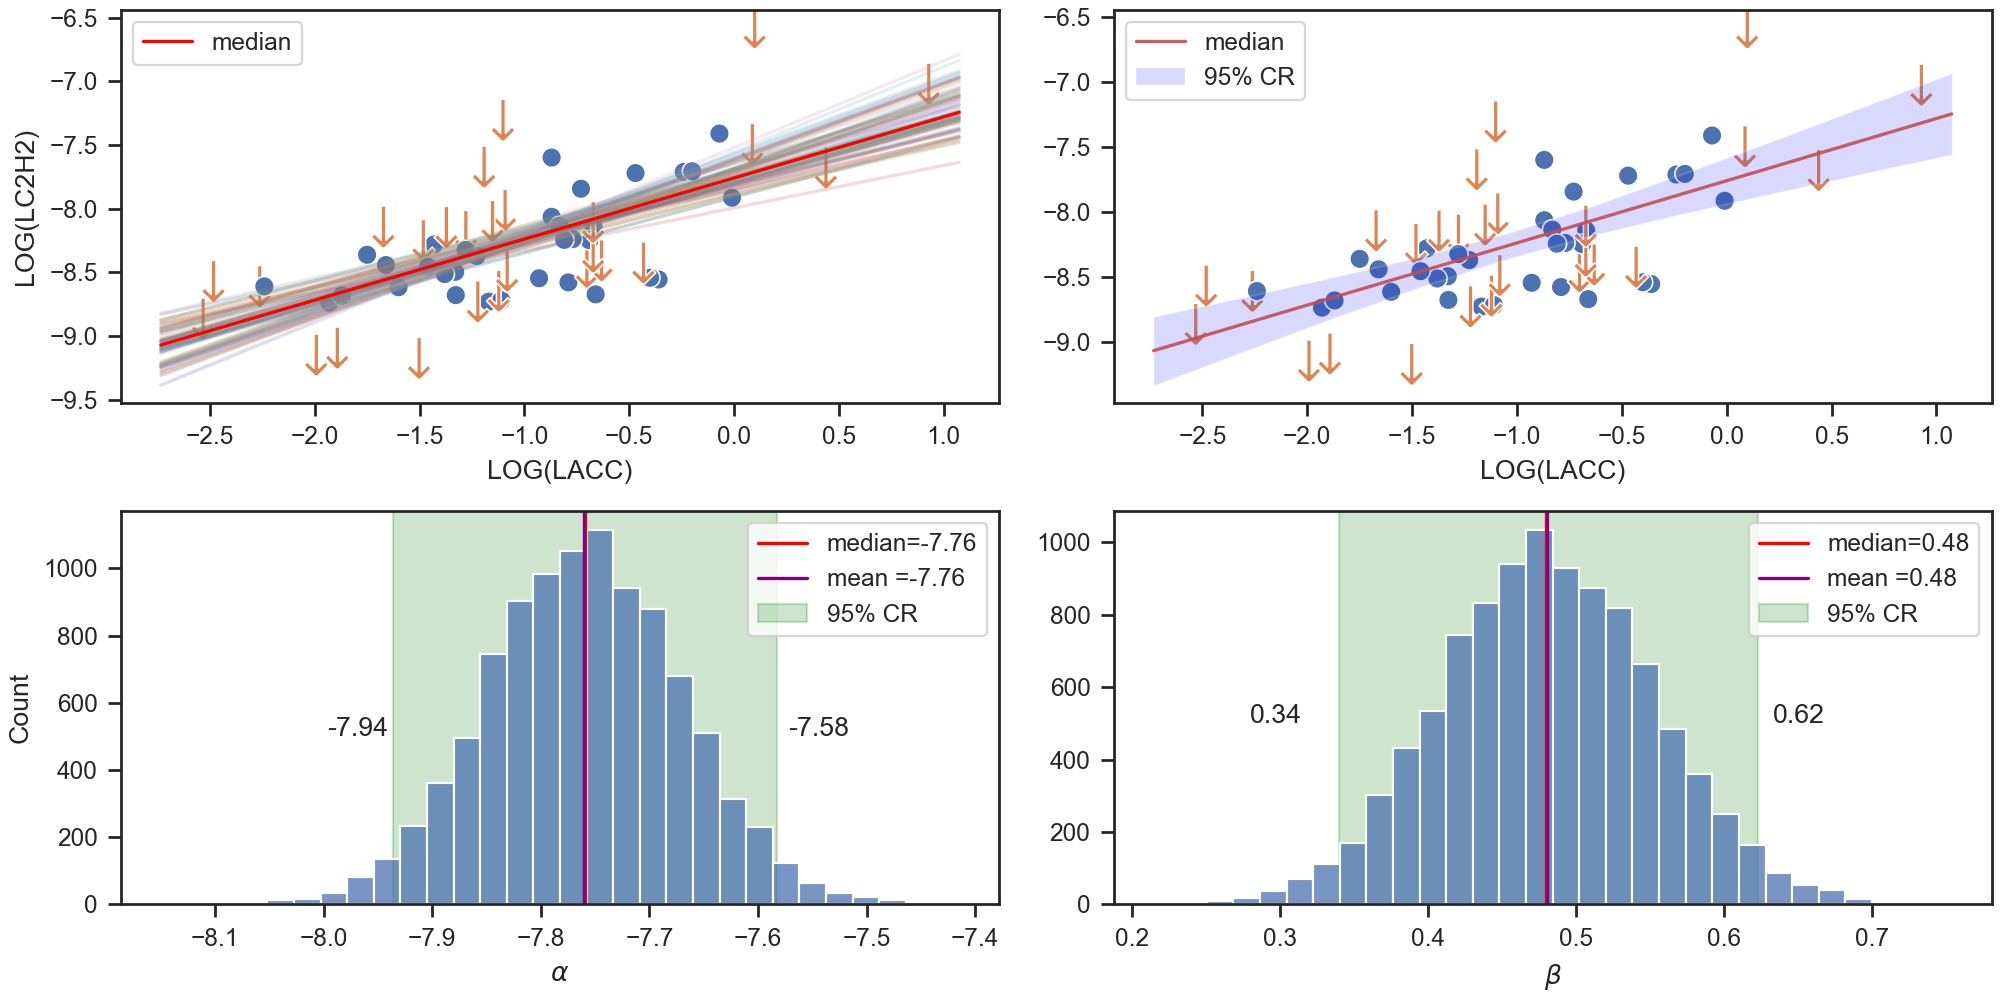 median
−6.5
−7.0
−7.5
−8.0
−8.5
−9.0
−9.5
LOG(LC2H2)
−2.5 −2.0 −1.5 −1.0 −0.5 0.0 0.5 1.0
LOG(LACC)
median
95% CR
−6.5
−7.0
−7.5
−8.0
−8.5
−9.0
−2.5 −2.0 −1.5 −1.0 −0.5 0.0 0.5 1.0
LOG(LACC)
median=-7.76
mean =-7.76
95% CR
-7.94
-7.58
1000
800
600
400
200
0
Count
−8.1 −8.0 −7.9 −7.8 −7.7 −7.6 −7.5 −7.4
α
median=0.48
mean =0.48
95% CR
0.34
0.62
1000
800
600
400
200
0
0.2 0.3 0.4 0.5 0.6 0.7
β